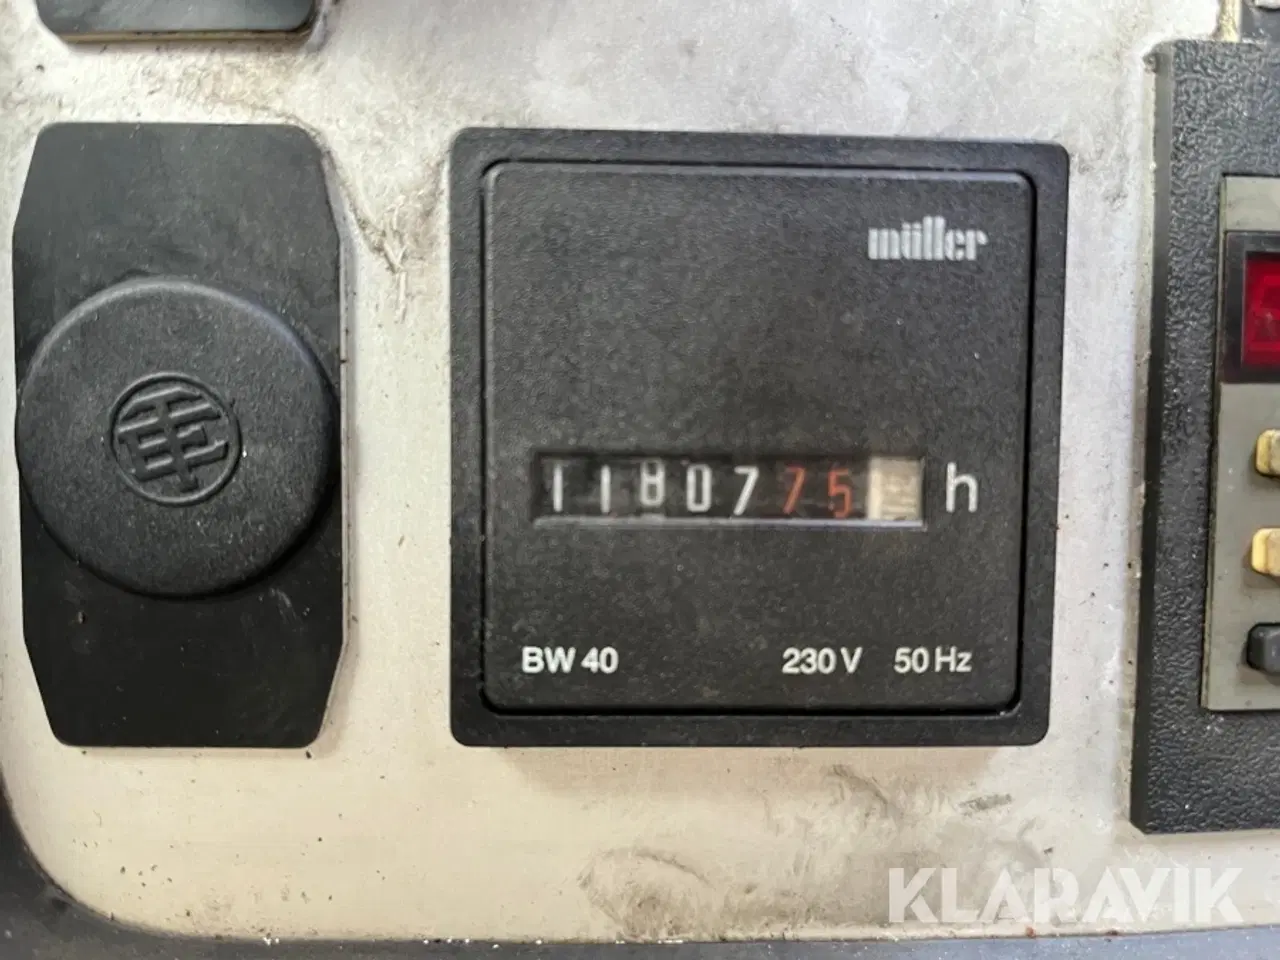 müller
1180775 h
BW 40 230 V 50 Hz
KLARAVIK